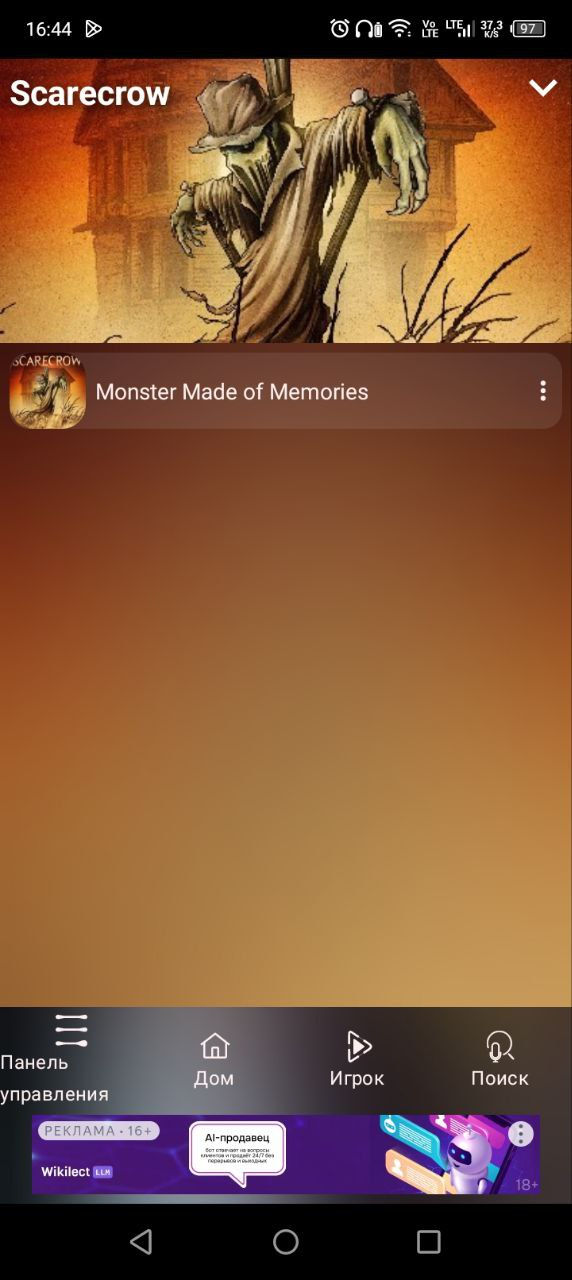 16:44
Vo
LTE
LTE
37,3
K/S
97
Scarecrow
SCARECROW
Monster Made of Memories
Панель
управления
Дом
Игрок
Поиск
РЕКЛАМА • 16+
AI-продавец
бот отвечает на вопросы
клиентов и продаёт 24/7 без
перерывов и выходных
Wikilect LLM
18+